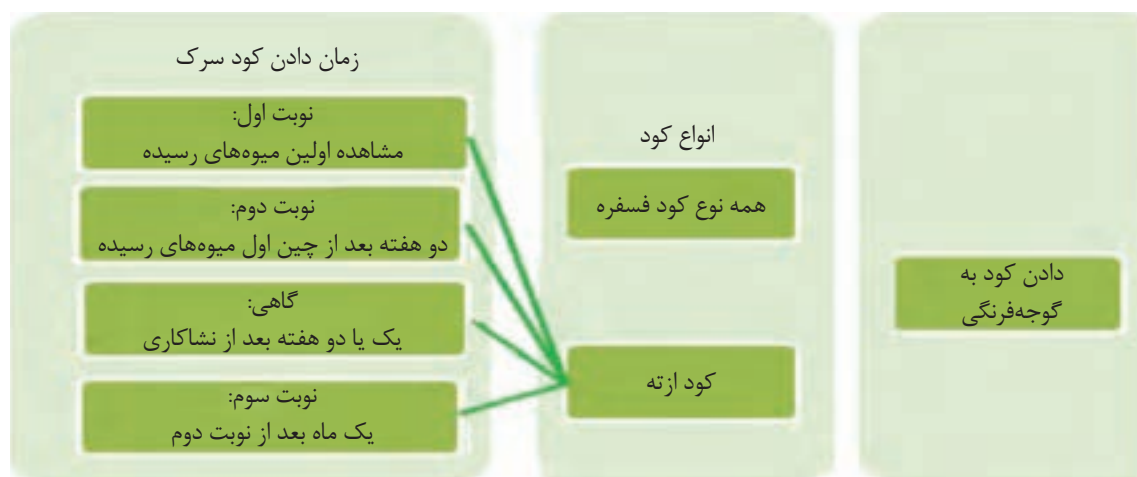 دادن کود به
گوجه‌فرنگی
انواع کود
همه نوع کود فسفره
کود ازته
زمان دادن کود سرک
نوبت اول:
مشاهده اولین میوه‌های رسیده
نوبت دوم:
دو هفته بعد از چین اول میوه‌های رسیده
گاهی:
یک یا دو هفته بعد از نشاکاری
نوبت سوم:
یک ماه بعد از نوبت دوم